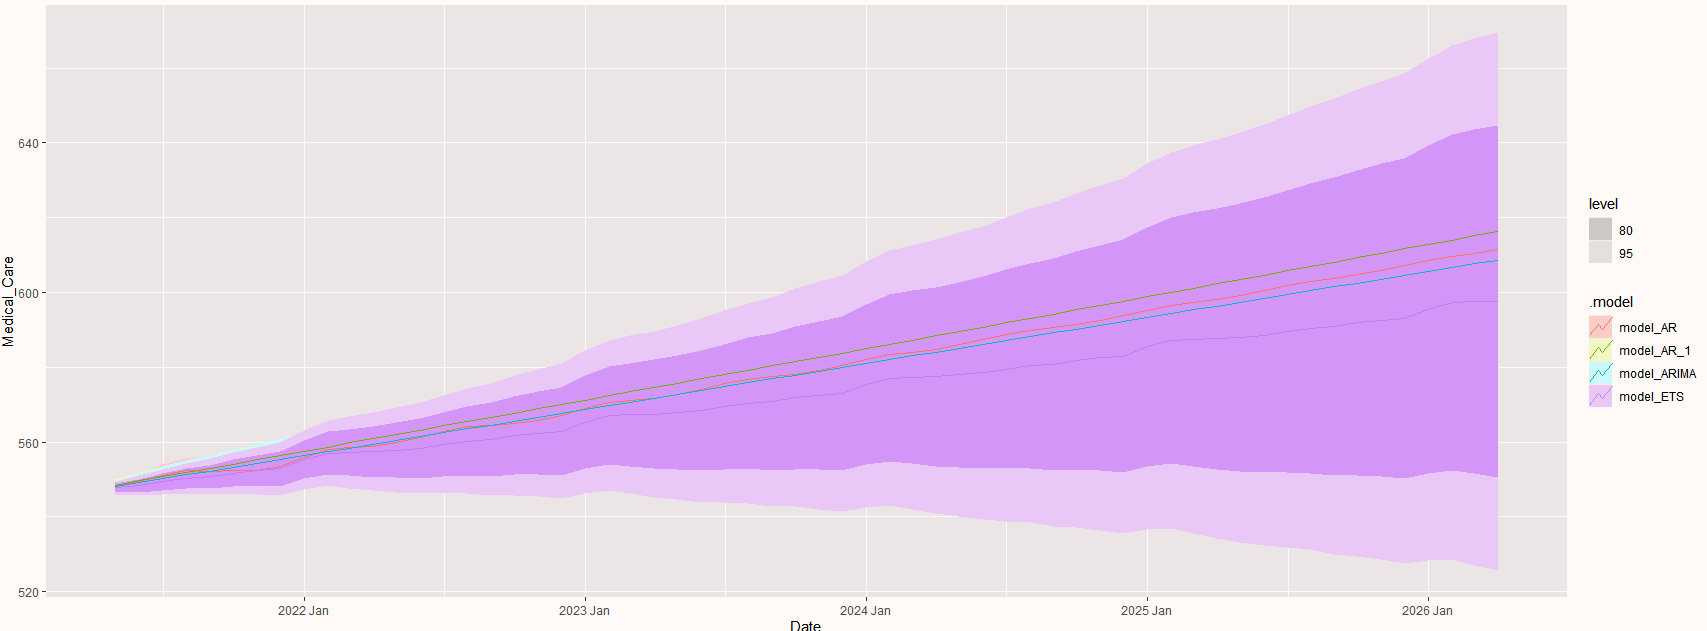 Medical_Care
640
600
560
520
2022 Jan
2023 Jan
2024 Jan
2025 Jan
2026 Jan
Date
level
80
95
.model
model_AR
model_AR_1
model_ARIMA
model_ETS